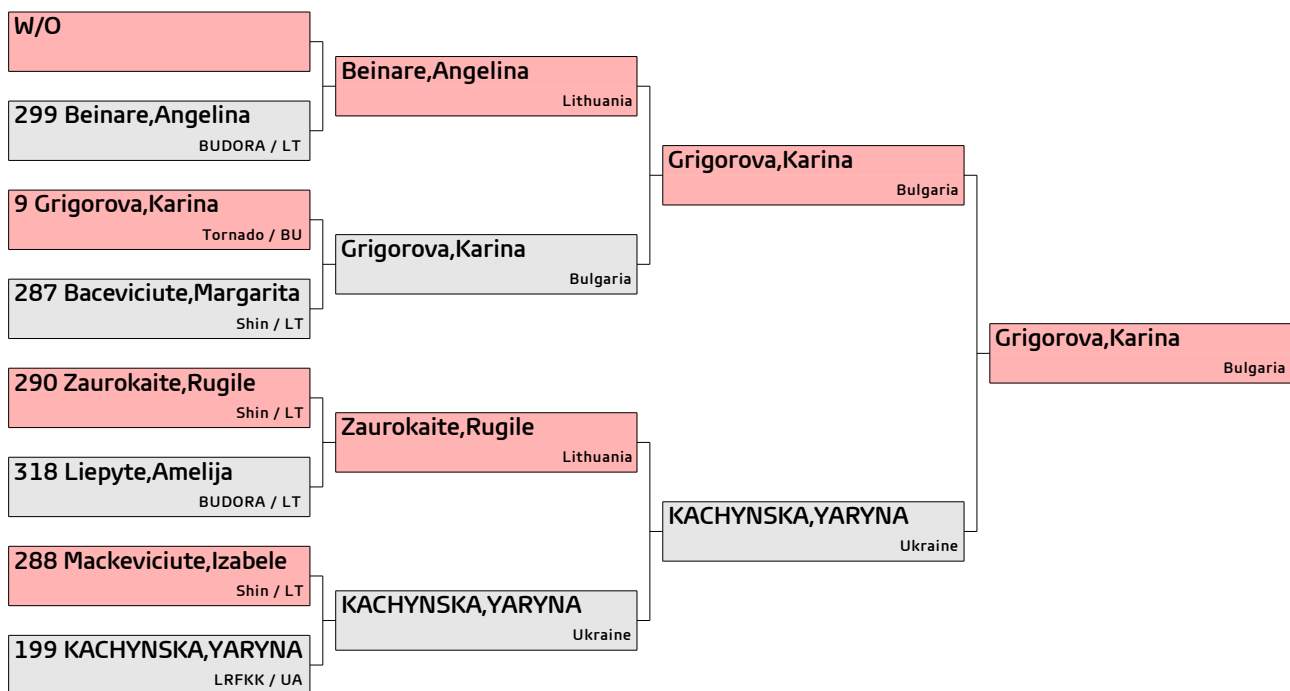 W/O
299 Beinare,Angelina
BUDORA / LT
9 Grigorova,Karina
Tornado / BU
287 Baceviciute,Margarita
Shin / LT
290 Zaurokaite,Rugile
Shin / LT
318 Liepyte,Amelija
BUDORA / LT
288 Mackeviciute,Izabele
Shin / LT
199 KACHYNSKA,YARYNA
LRFKK / UA
Beinare,Angelina
Lithuania
Grigorova,Karina
Bulgaria
Zaurokaite,Rugile
Lithuania
KACHYNSKA,YARYNA
Ukraine
Grigorova,Karina
Bulgaria
KACHYNSKA,YARYNA
Ukraine
Grigorova,Karina
Bulgaria